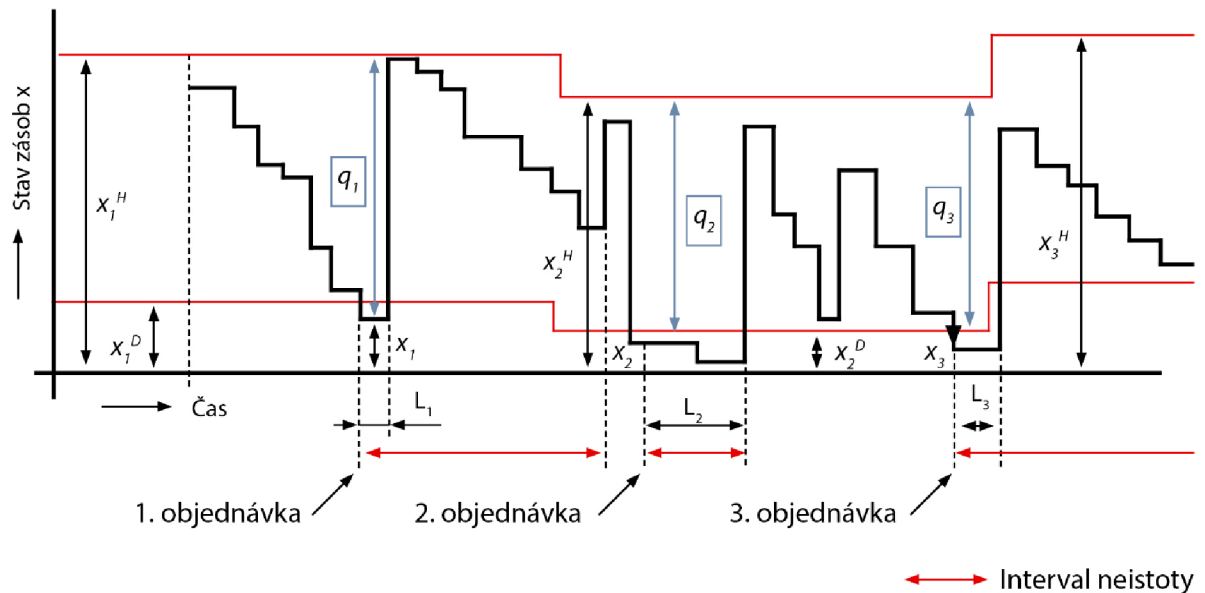 Stav zásob x
x₁ᴴ
x₁ᴰ
q₁
x₁
x₂ᴴ
x₂
q₂
x₂ᴰ
q₃
x₃
x₃ᴴ
Čas
L₁
L₂
L₃
1. objednávka
2. objednávka
3. objednávka
Interval neistoty